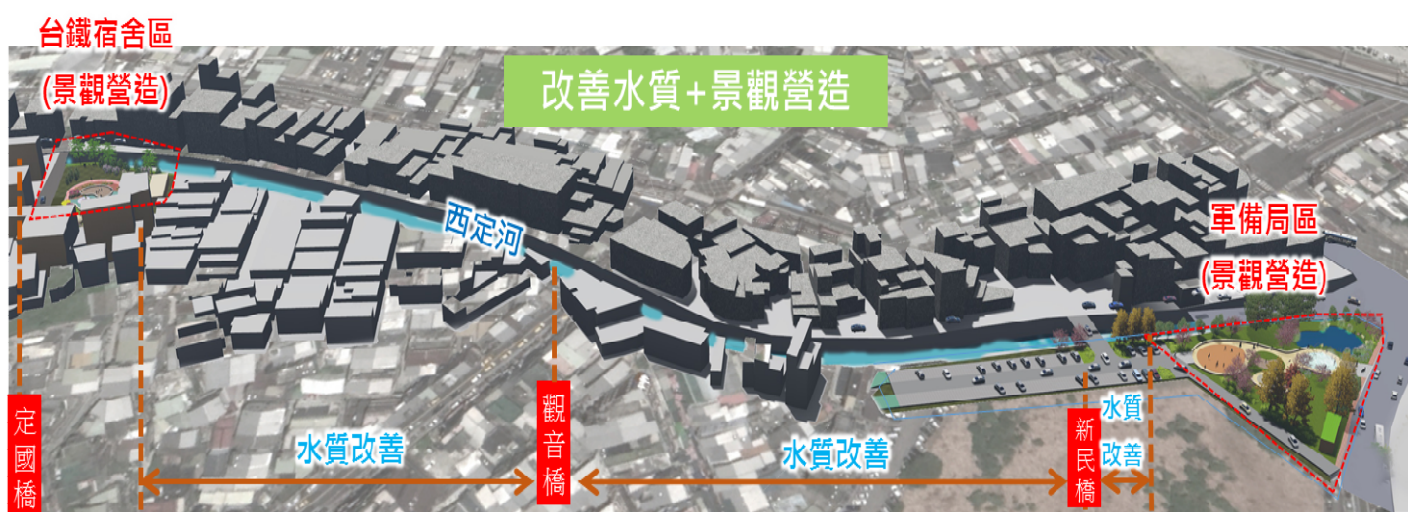 台鐵宿舍區
(景觀營造)
改善水質+景觀營造
西定河
軍備局區
(景觀營造)
定國橋
水質改善
觀音橋
水質改善
新民橋
水質
改善